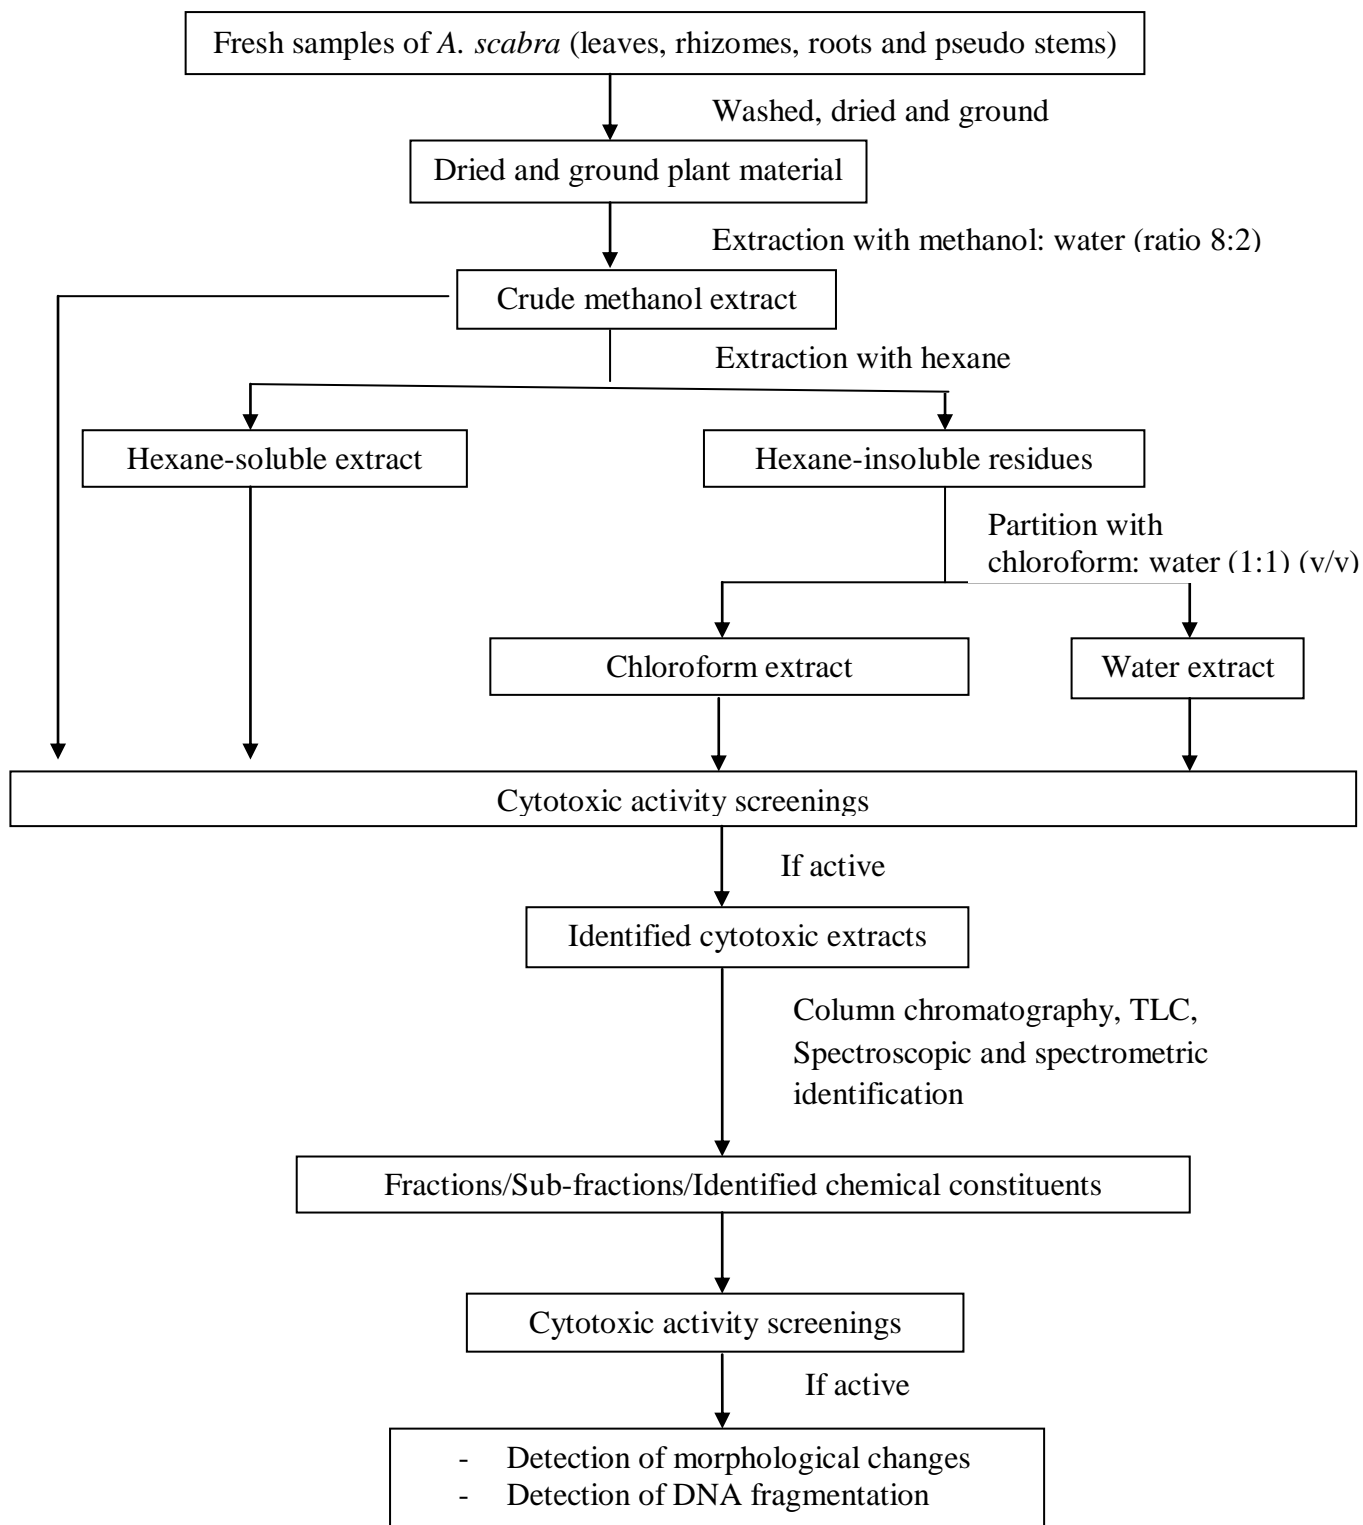 Fresh samples of A. scabra (leaves, rhizomes, roots and pseudo stems)
Washed, dried and ground
Dried and ground plant material
Extraction with methanol: water (ratio 8:2)
Crude methanol extract
Extraction with hexane
Hexane-soluble extract
Hexane-insoluble residues
Partition with
chloroform: water (1:1) (v/v)
Chloroform extract
Water extract
Cytotoxic activity screenings
If active
Identified cytotoxic extracts
Column chromatography, TLC,
Spectroscopic and spectrometric
identification
Fractions/Sub-fractions/Identified chemical constituents
Cytotoxic activity screenings
If active
- Detection of morphological changes
- Detection of DNA fragmentation